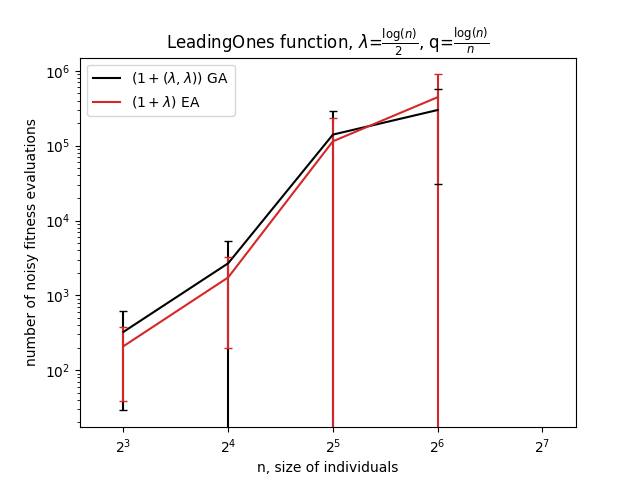 LeadingOnes function, λ=log(n)/2, q=log(n)/n
(1 + (λ, λ)) GA
(1 + λ) EA
number of noisy fitness evaluations
10^6
10^5
10^4
10^3
10^2
2^3 2^4 2^5 2^6 2^7
n, size of individuals